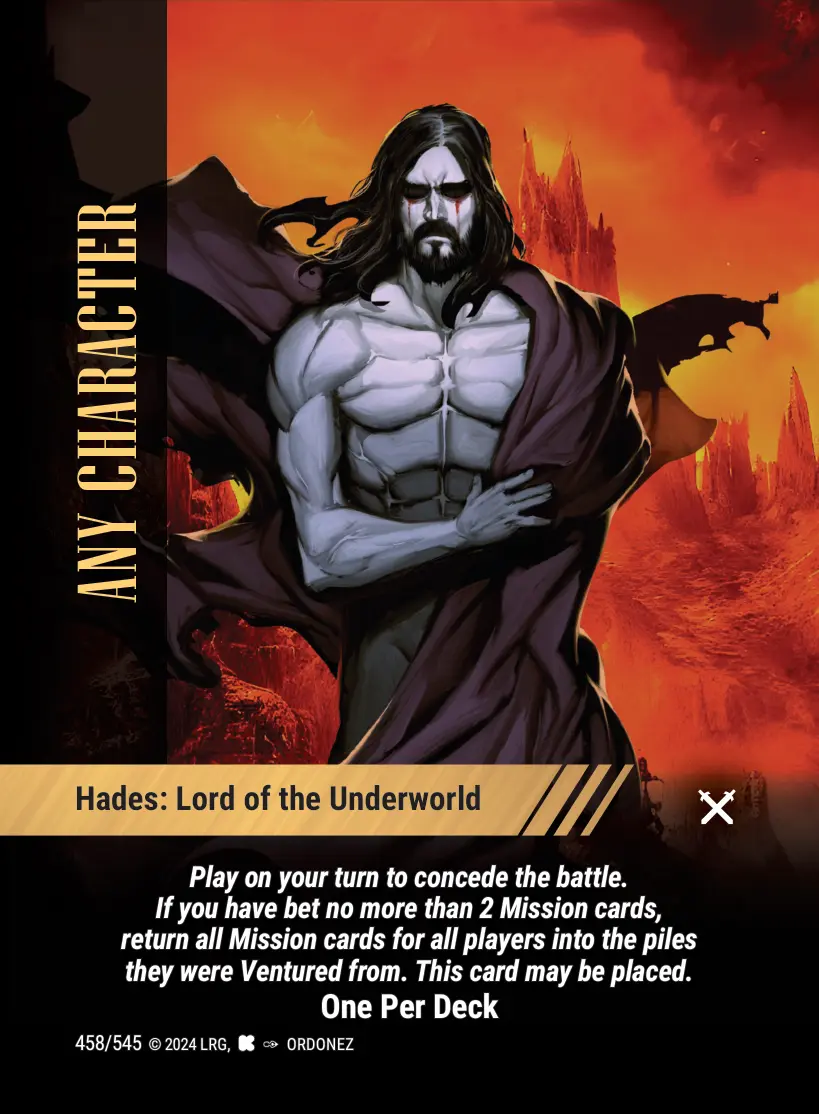 ANY CHARACTER
Hades: Lord of the Underworld
Play on your turn to concede the battle.
If you have bet no more than 2 Mission cards,
return all Mission cards for all players into the piles
they were Ventured from. This card may be placed.
One Per Deck
458/545 © 2024 LRG, ORDONEZ